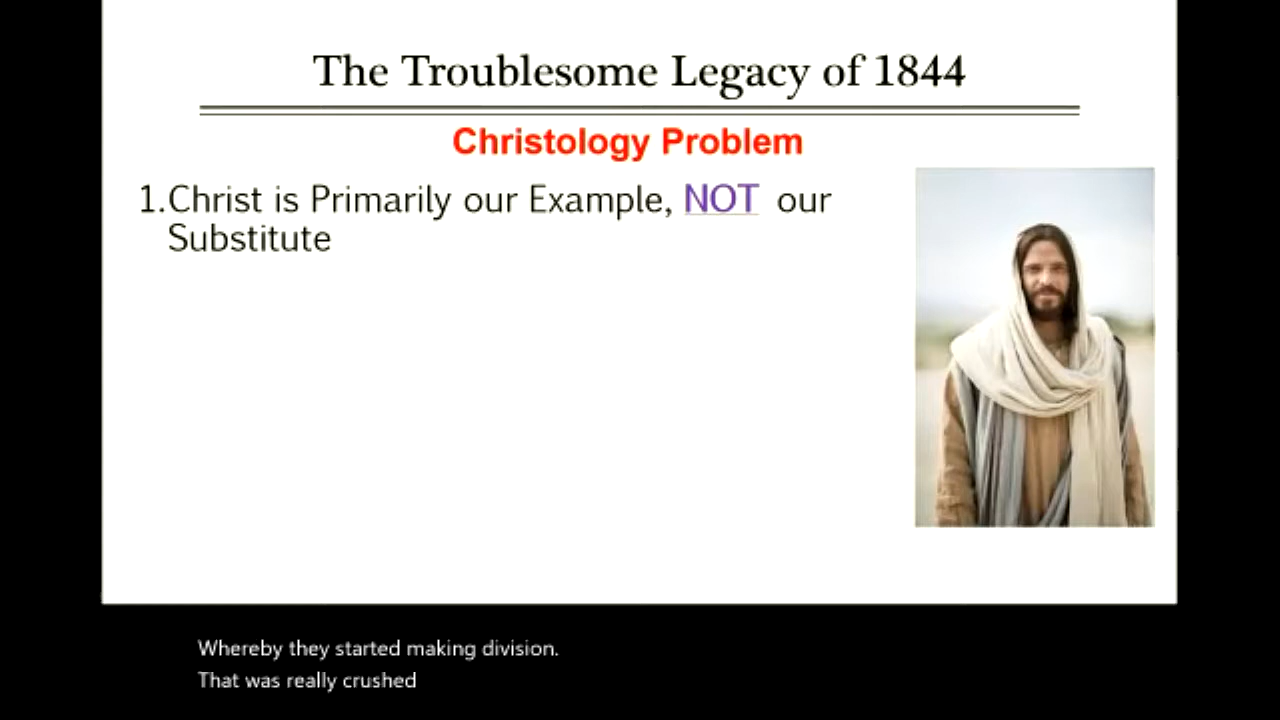 The Troublesome Legacy of 1844
Christology Problem
1.Christ is Primarily our Example, NOT our
Substitute
Whereby they started making division.
That was really crushed